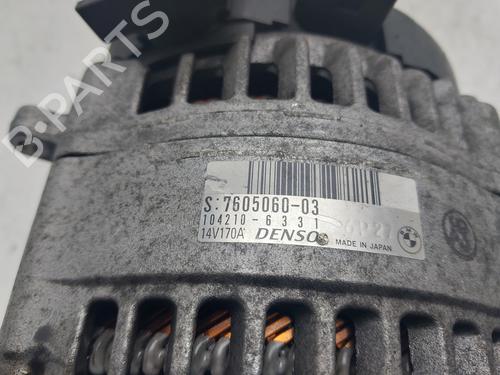 B-PARTS
S:7605060-03
104210-6331
14V170A DENSO MADE IN JAPAN